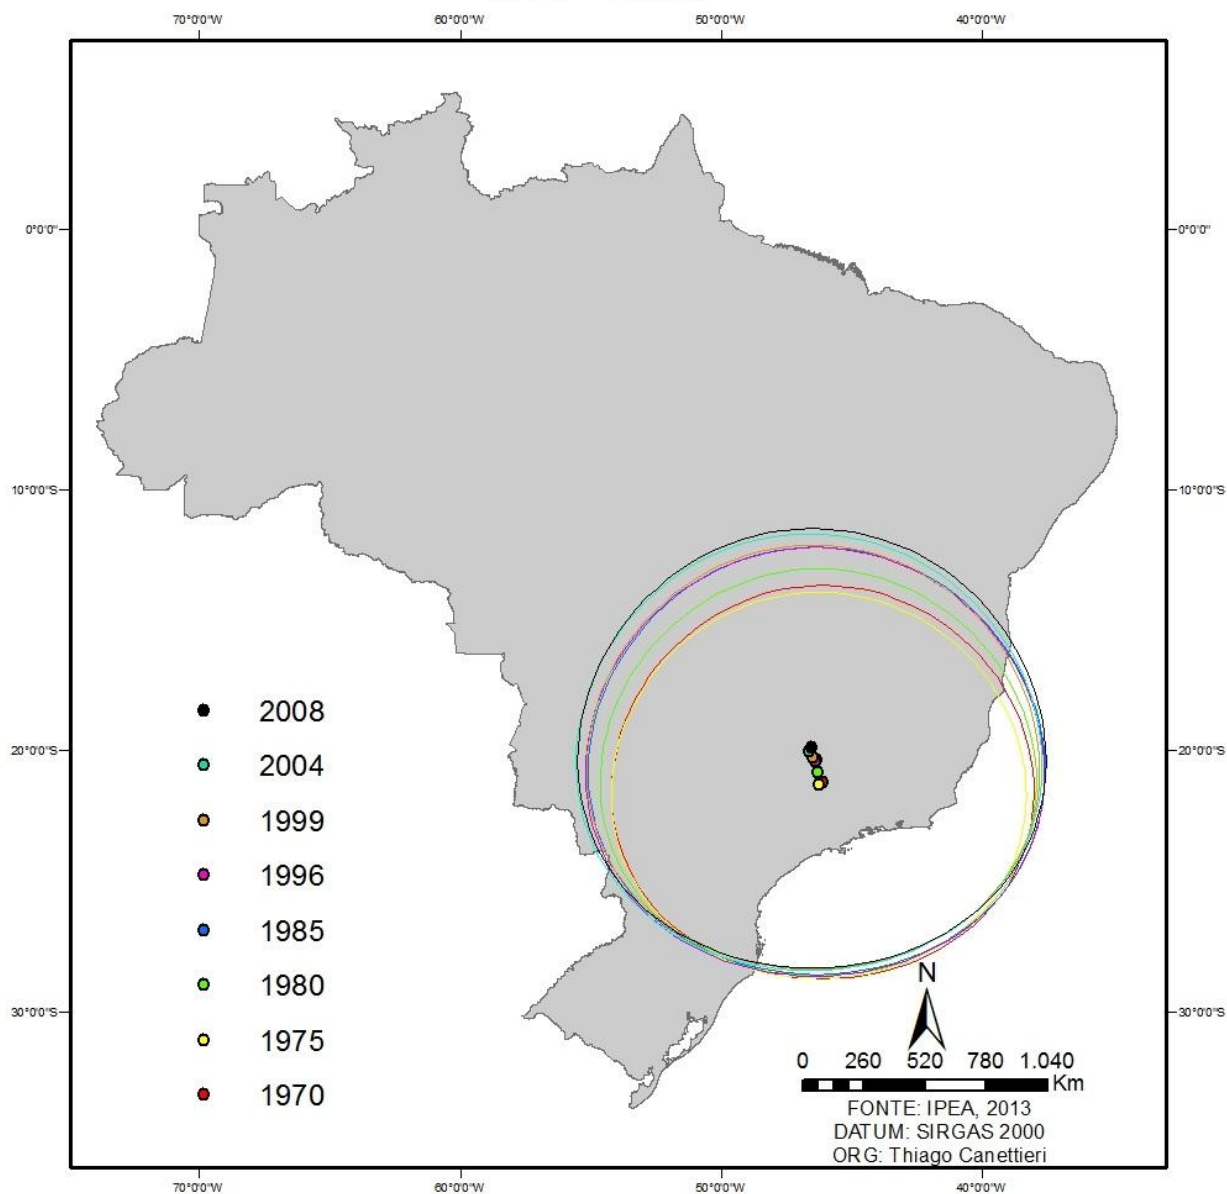 70°0'0"W 60°0'0"W 50°0'0"W 40°0'0"W
0°0'0" 0°0'0"
10°0'0"S 10°0'0"S
2008
20°0'0"S 20°0'0"S
2004
1999
1996
1985
1980
N
30°0'0"S 30°0'0"S
1975
0 260 520 780 1.040
Km
1970
FONTE: IPEA, 2013
DATUM: SIRGAS 2000
ORG: Thiago Canettieri
70°0'0"W 60°0'0"W 50°0'0"W 40°0'0"W